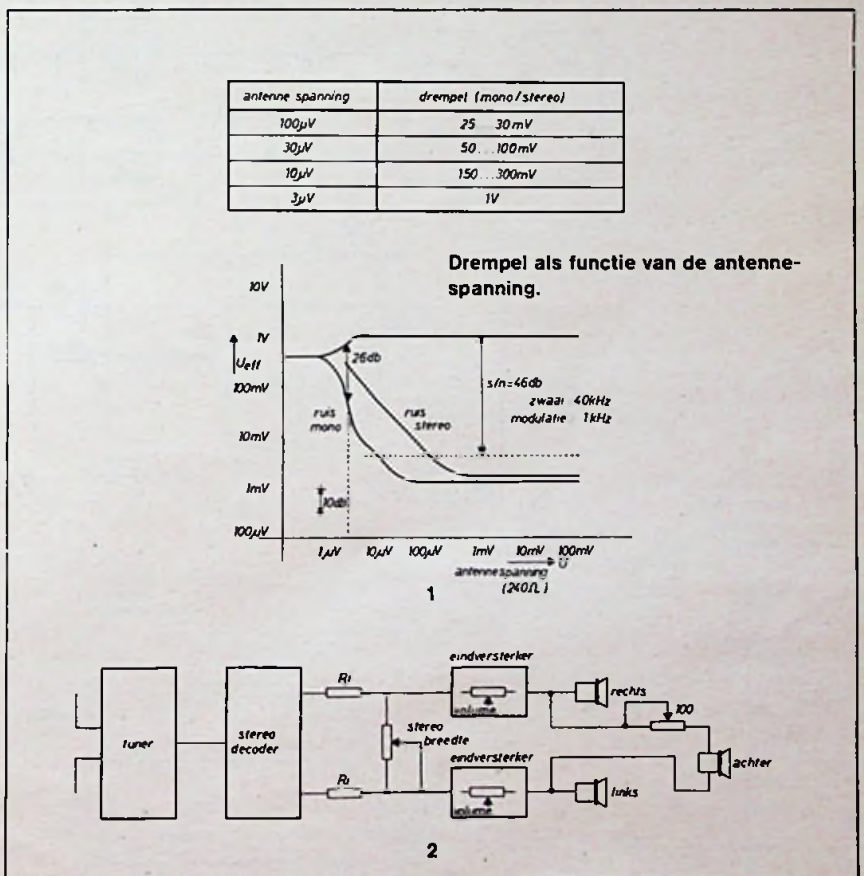 antenne spanning drempel (mono/stereo)
100µV 25...30mV
30µV 50...100mV
10µV 150...300mV
3µV 1V
Drempel als functie van de antenne-
spanning.
10V
1V
Ueff
26db
100mV
s/n=46db
zwaai 40kHz
modulatie 1kHz
ruis
mono
ruis
stereo
10mV
1mV
10db
100µV
1µV 10µV 100µV 1mV 10mV 100mV
antennespanning U
(240Ω)
1
tuner
stereo
decoder
Ri
Ri
stereo
breedte
eindversterker
volume
eindversterker
volume
rechts
100
achter
links
2